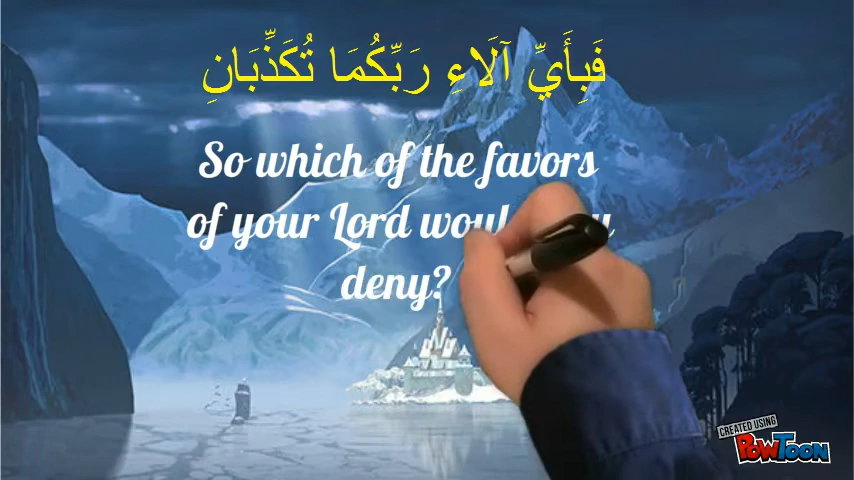 فَبِأَيِّ آلَاءِ رَبِّكُمَا تُكَذِّبَانِ
So which of the favors
of your Lord
deny?
CREATED USING
POWTOON